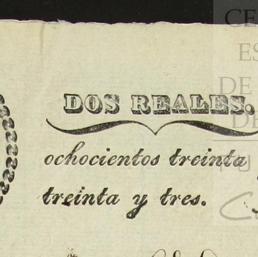 DOS REALES.
ochocientos treinta
treinta y tres.